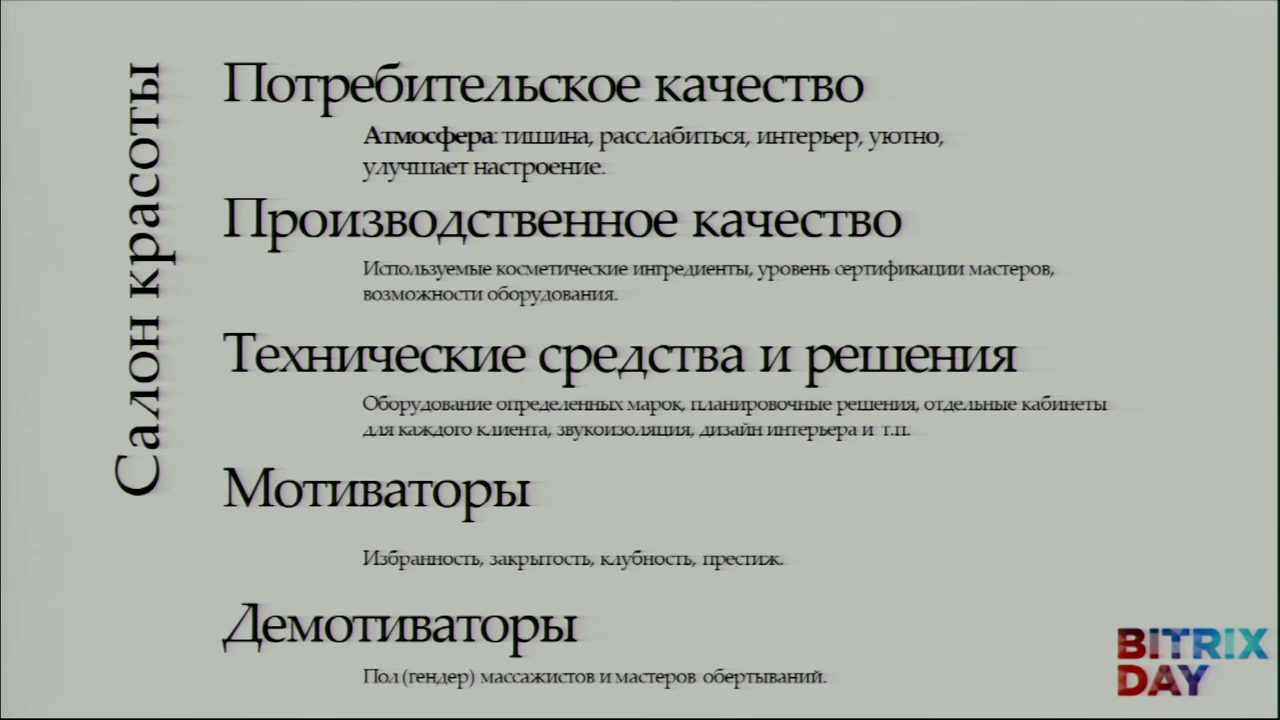 Салон красоты
Потребительское качество
Атмосфера: тишина, расслабиться, интерьер, уютно,
улучшает настроение.
Производственное качество
Используемые косметические ингредиенты, уровень сертификации мастеров,
возможности оборудования.
Технические средства и решения
Оборудование определенных марок, планировочные решения, отдельные кабинеты
для каждого клиента, звукоизоляция, дизайн интерьера и т.п.
Мотиваторы
Избранность, закрытость, клубность, престиж.
Демотиваторы
Пол (гендер) массажистов и мастеров обертываний.
BITRIX
DAY